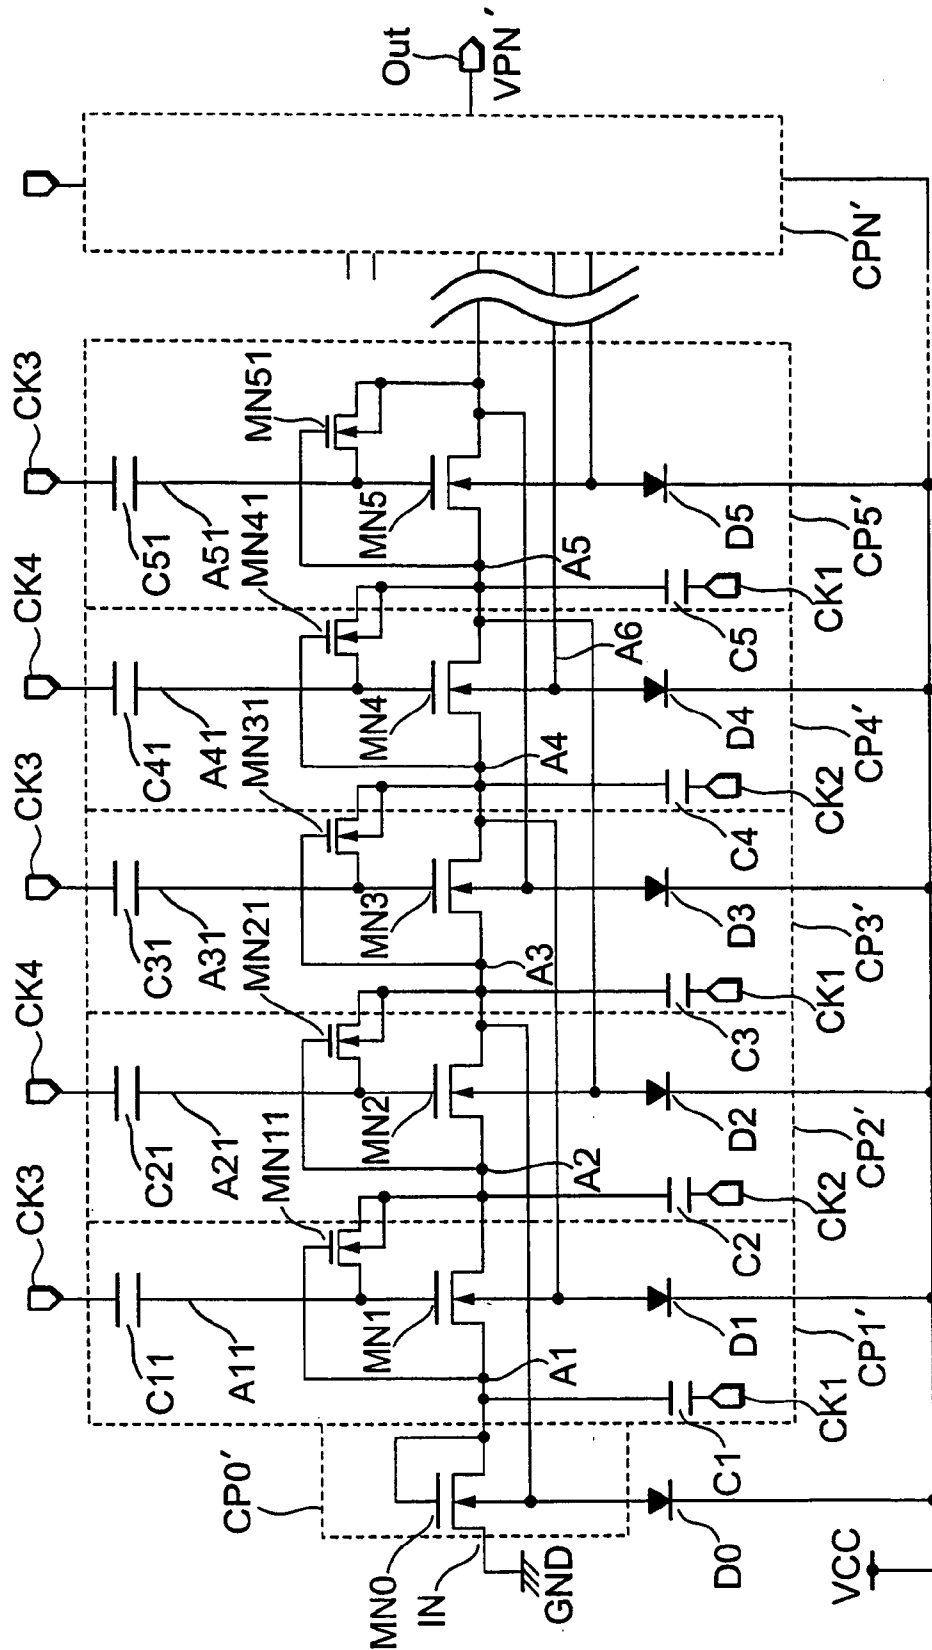 CK3
CK4
CK3
CK4
CK3
Out
VPN'
C11
A11
MN11
C21
A21
MN21
C31
A31
MN31
C41
A41
MN41
C51
A51
MN51
CP0'
MN0
IN
GND
MN1
MN2
MN3
MN4
MN5
A1
A2
A3
A4
A5
A6
D0
C1
CK1
D1
CP1'
C2
CK2
D2
CP2'
C3
CK1
D3
CP3'
C4
CK2
D4
CP4'
C5
CK1
D5
CP5'
CPN'
VCC